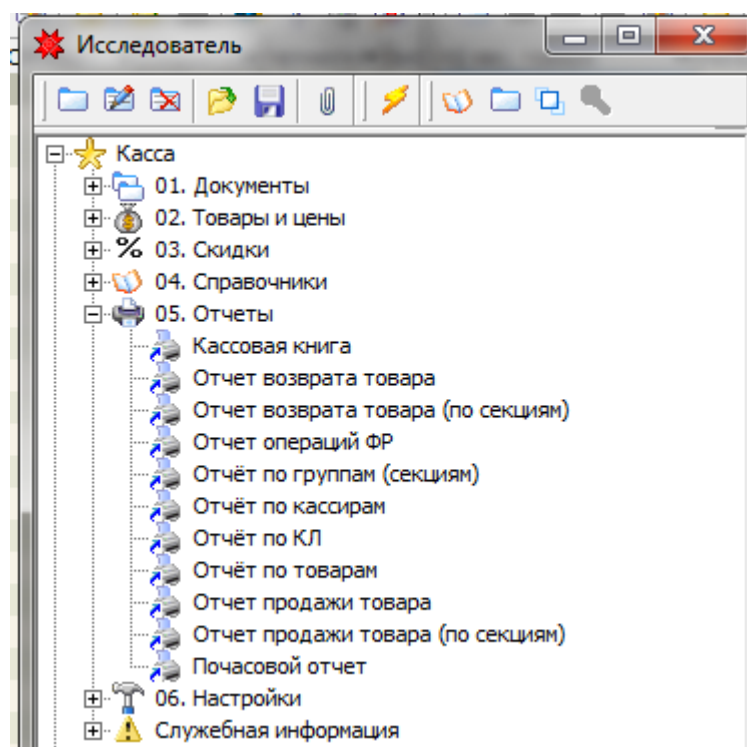 Исследователь
Касса
01. Документы
02. Товары и цены
03. Скидки
04. Справочники
05. Отчеты
Кассовая книга
Отчет возврата товара
Отчет возврата товара (по секциям)
Отчет операций ФР
Отчёт по группам (секциям)
Отчёт по кассирам
Отчёт по КЛ
Отчёт по товарам
Отчет продажи товара
Отчет продажи товара (по секциям)
Почасовой отчет
06. Настройки
Служебная информация